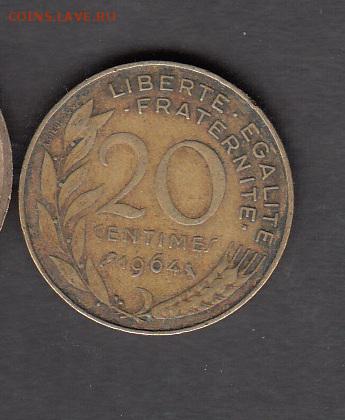 COINS.LAVE.RU
LIBERTE · EGALITE
· FRATERNITE ·
20
CENTIMES
1964